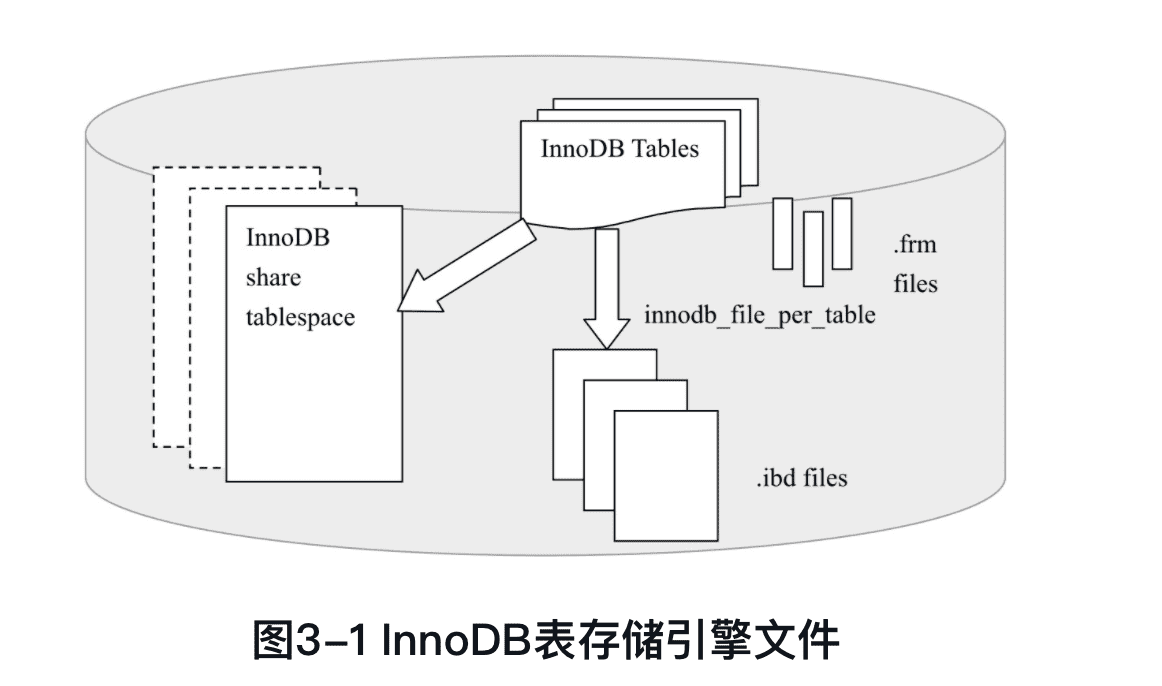 InnoDB Tables
InnoDB
share
tablespace
.frm
files
innodb_file_per_table
.ibd files
图3-1 InnoDB表存储引擎文件